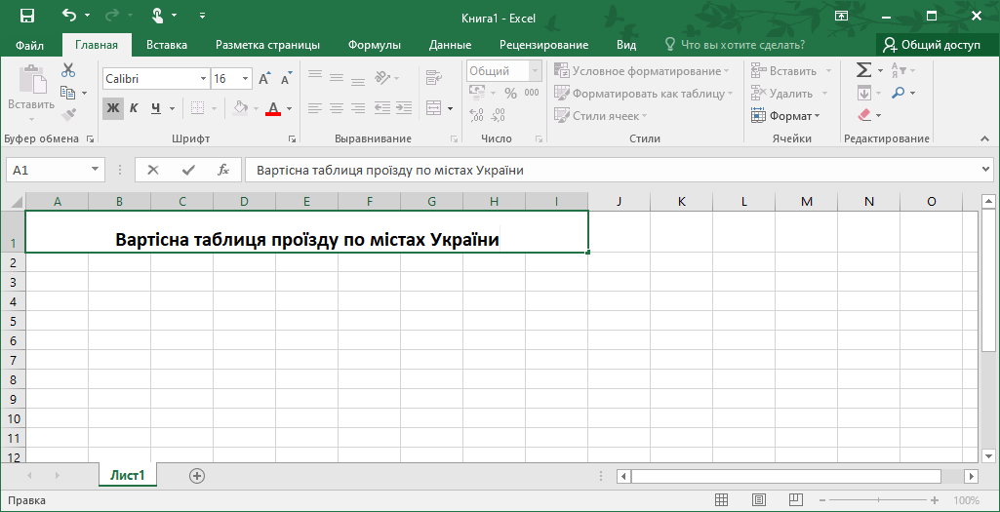 Книга1 - Excel
Файл Главная Вставка Разметка страницы Формулы Данные Рецензирование Вид Что вы хотите сделать? Общий доступ
Вставить
Calibri 16 A A
Ж К Ч А
Общий
% 000
,00 ,0
Условное форматирование
Форматировать как таблицу
Стили ячеек
Вставить
Удалить
Формат
Σ
Буфер обмена Шрифт Выравнивание Число Стили Ячейки Редактирование
A1 fx Вартісна таблиця проїзду по містах України
A B C D E F G H I J K L M N O
1 Вартісна таблиця проїзду по містах України
2
3
4
5
6
7
8
9
10
11
12
Лист1
Правка 100%